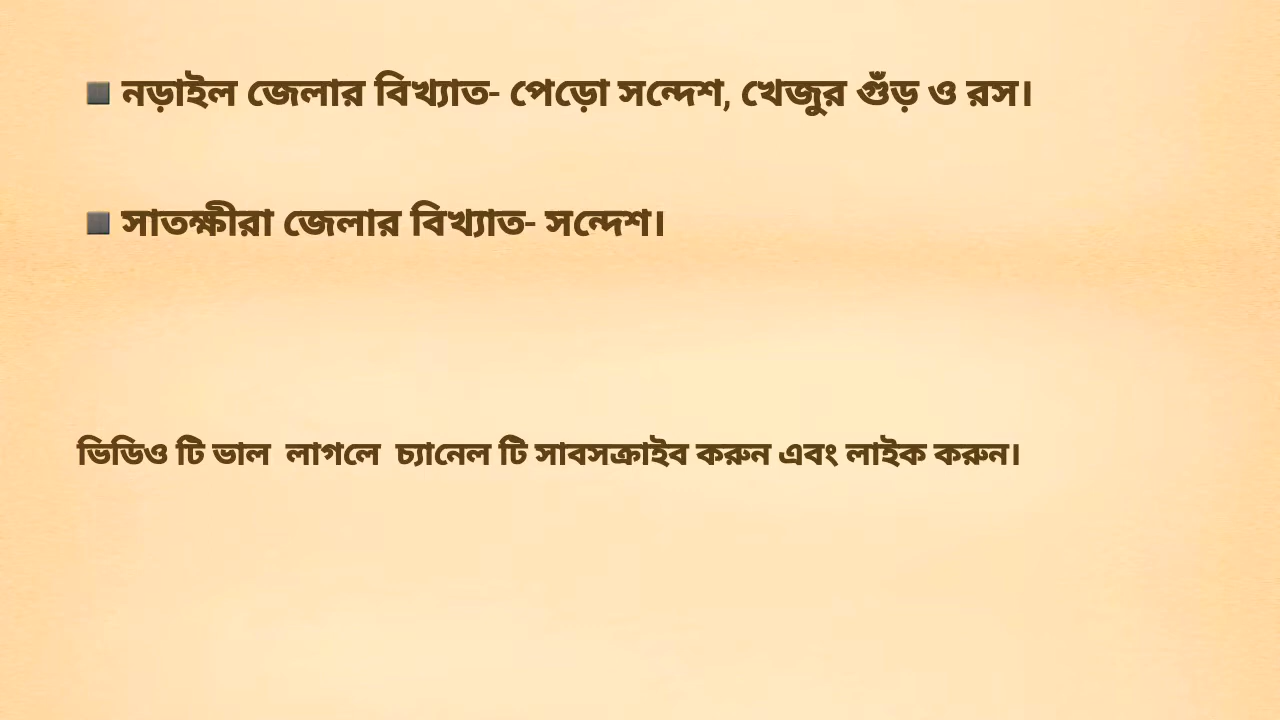 ◾ নড়াইল জেলার বিখ্যাত- পেড়ো সন্দেশ, খেজুর গুঁড় ও রস।
◾ সাতক্ষীরা জেলার বিখ্যাত- সন্দেশ।
ভিডিও টি ভাল লাগলে চ্যানেল টি সাবসক্রাইব করুন এবং লাইক করুন।